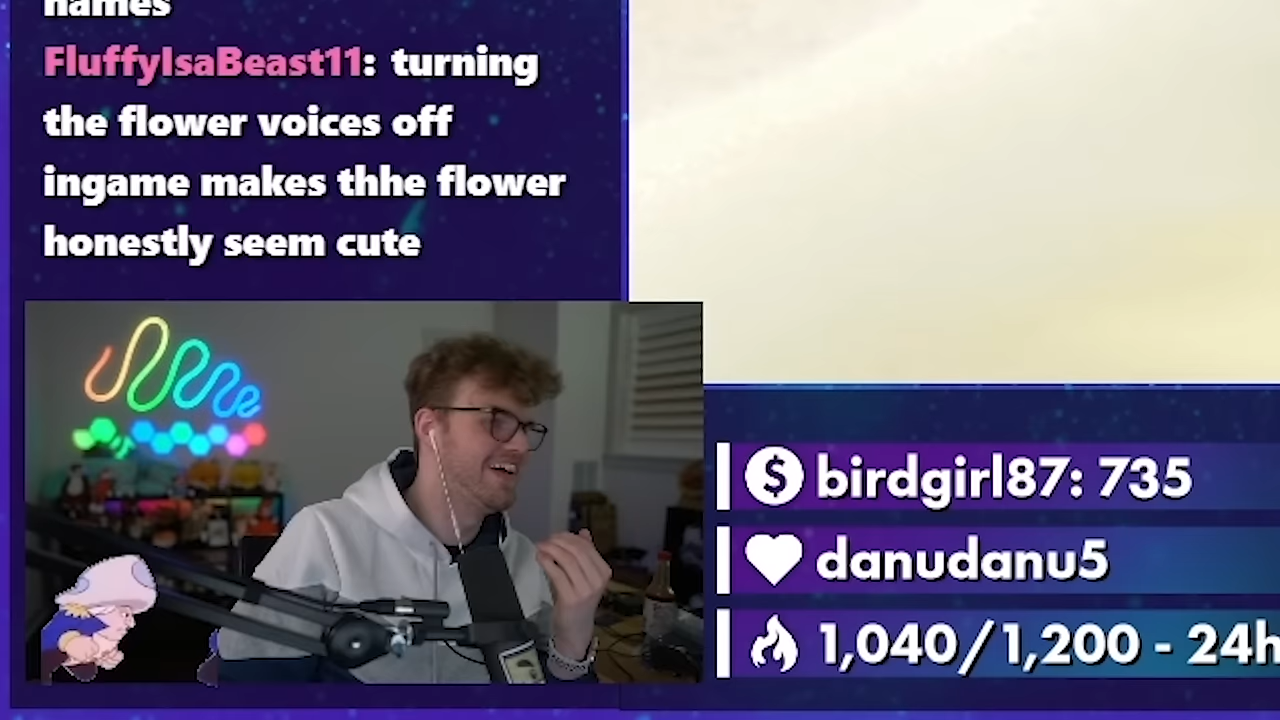 names
FluffyIsaBeast11: turning
the flower voices off
ingame makes thhe flower
honestly seem cute
birdgirl87: 735
danudanu5
1,040/1,200 - 24h